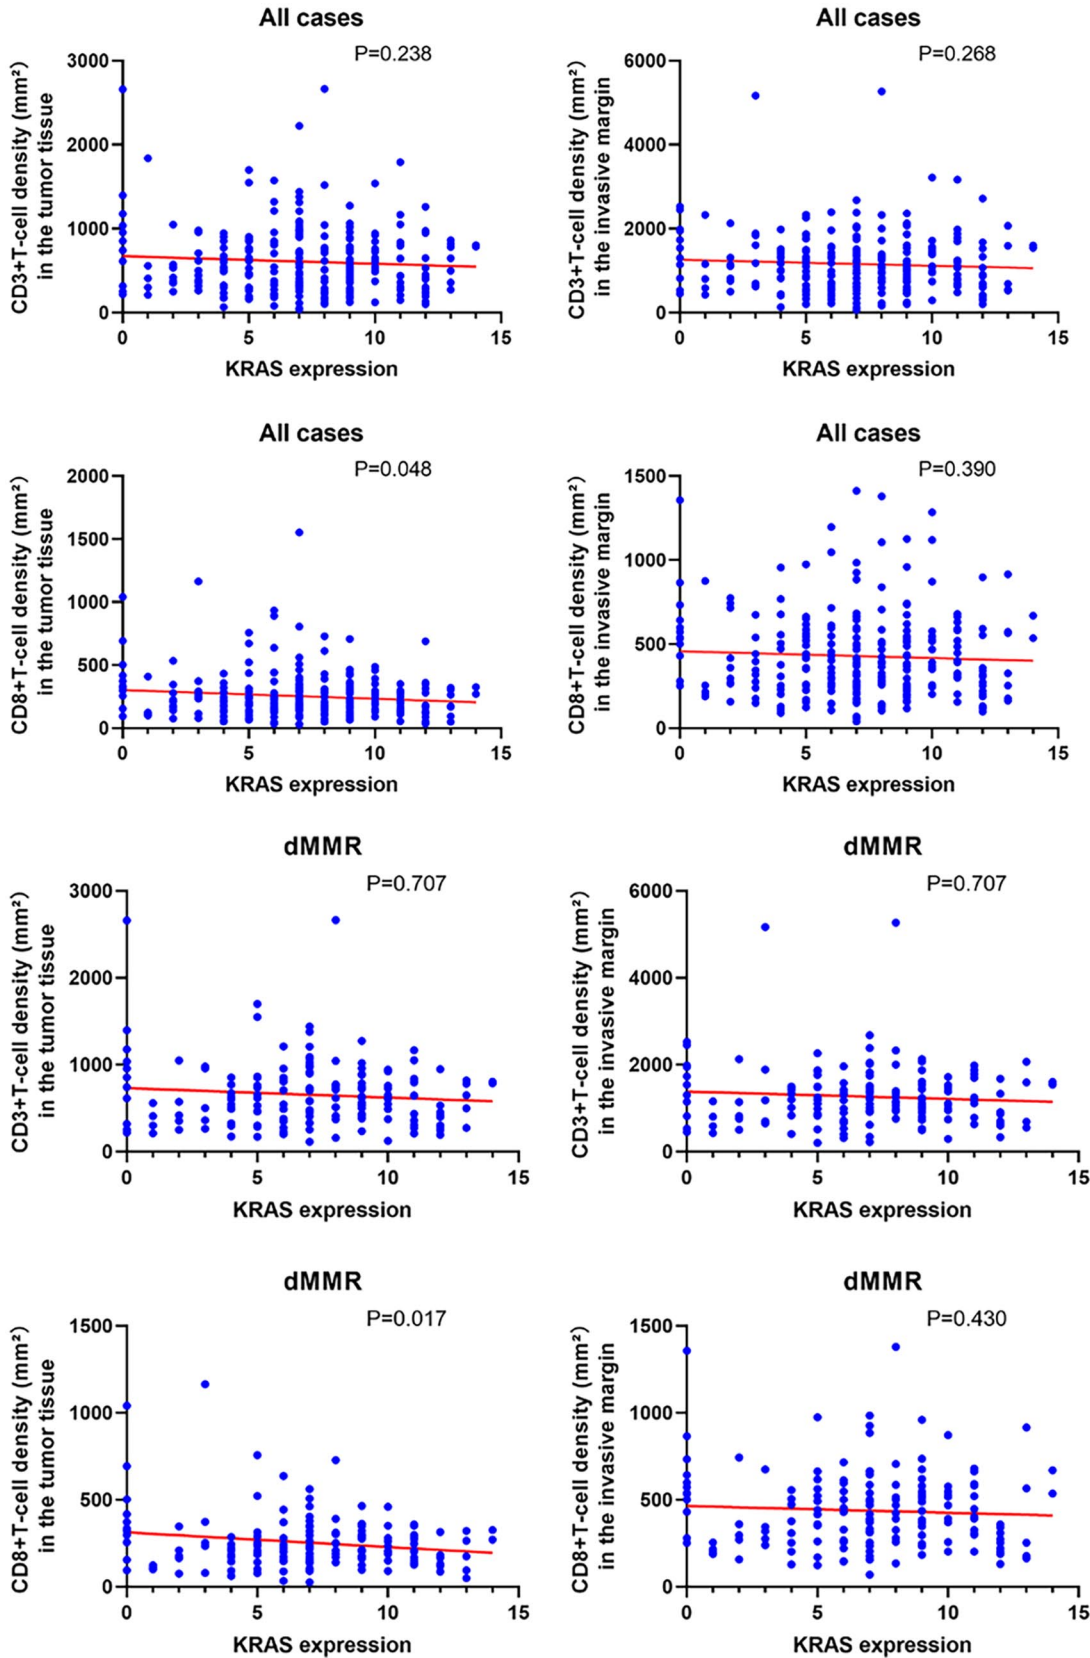 All cases
P=0.238
CD3+T-cell density (mm²)
in the tumor tissue
3000
2000
1000
0
0 5 10 15
KRAS expression
All cases
P=0.268
CD3+T-cell density (mm²)
in the invasive margin
6000
4000
2000
0
0 5 10 15
KRAS expression
All cases
P=0.048
CD8+T-cell density (mm²)
in the tumor tissue
2000
1500
1000
500
0
0 5 10 15
KRAS expression
All cases
P=0.390
CD8+T-cell density (mm²)
in the invasive margin
1500
1000
500
0
0 5 10 15
KRAS expression
dMMR
P=0.707
CD3+T-cell density (mm²)
in the tumor tissue
3000
2000
1000
0
0 5 10 15
KRAS expression
dMMR
P=0.707
CD3+T-cell density (mm²)
in the invasive margin
6000
4000
2000
0
0 5 10 15
KRAS expression
dMMR
P=0.017
CD8+T-cell density (mm²)
in the tumor tissue
1500
1000
500
0
0 5 10 15
KRAS expression
dMMR
P=0.430
CD8+T-cell density (mm²)
in the invasive margin
1500
1000
500
0
0 5 10 15
KRAS expression